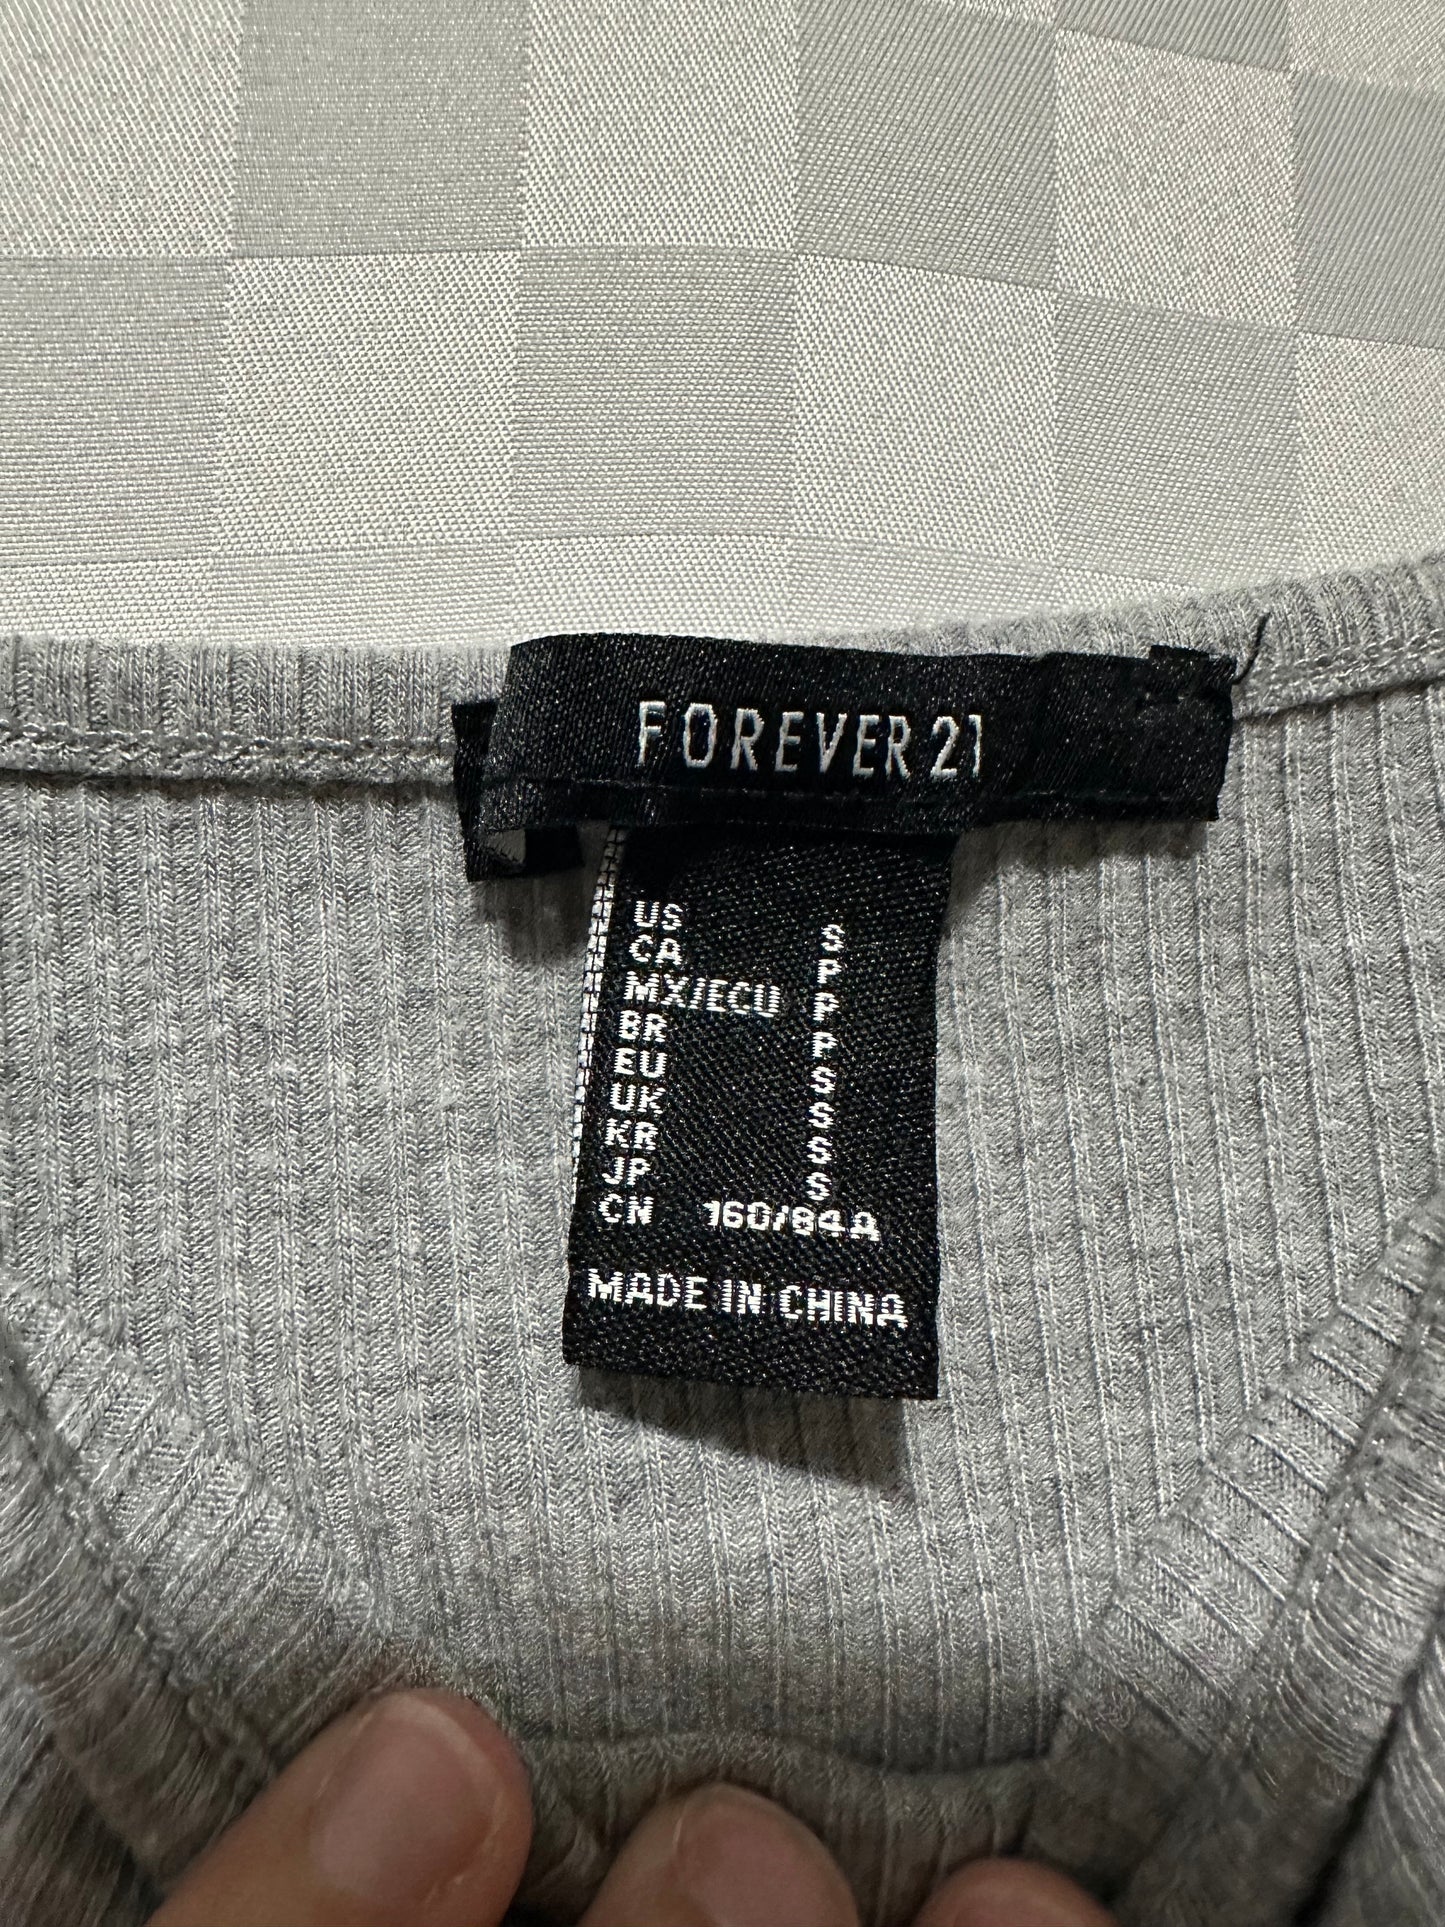 FOREVER 21
US S
CA P
MX/ECU P
BR P
EU S
UK S
KR S
JP S
CN 160/84A
MADE IN CHINA